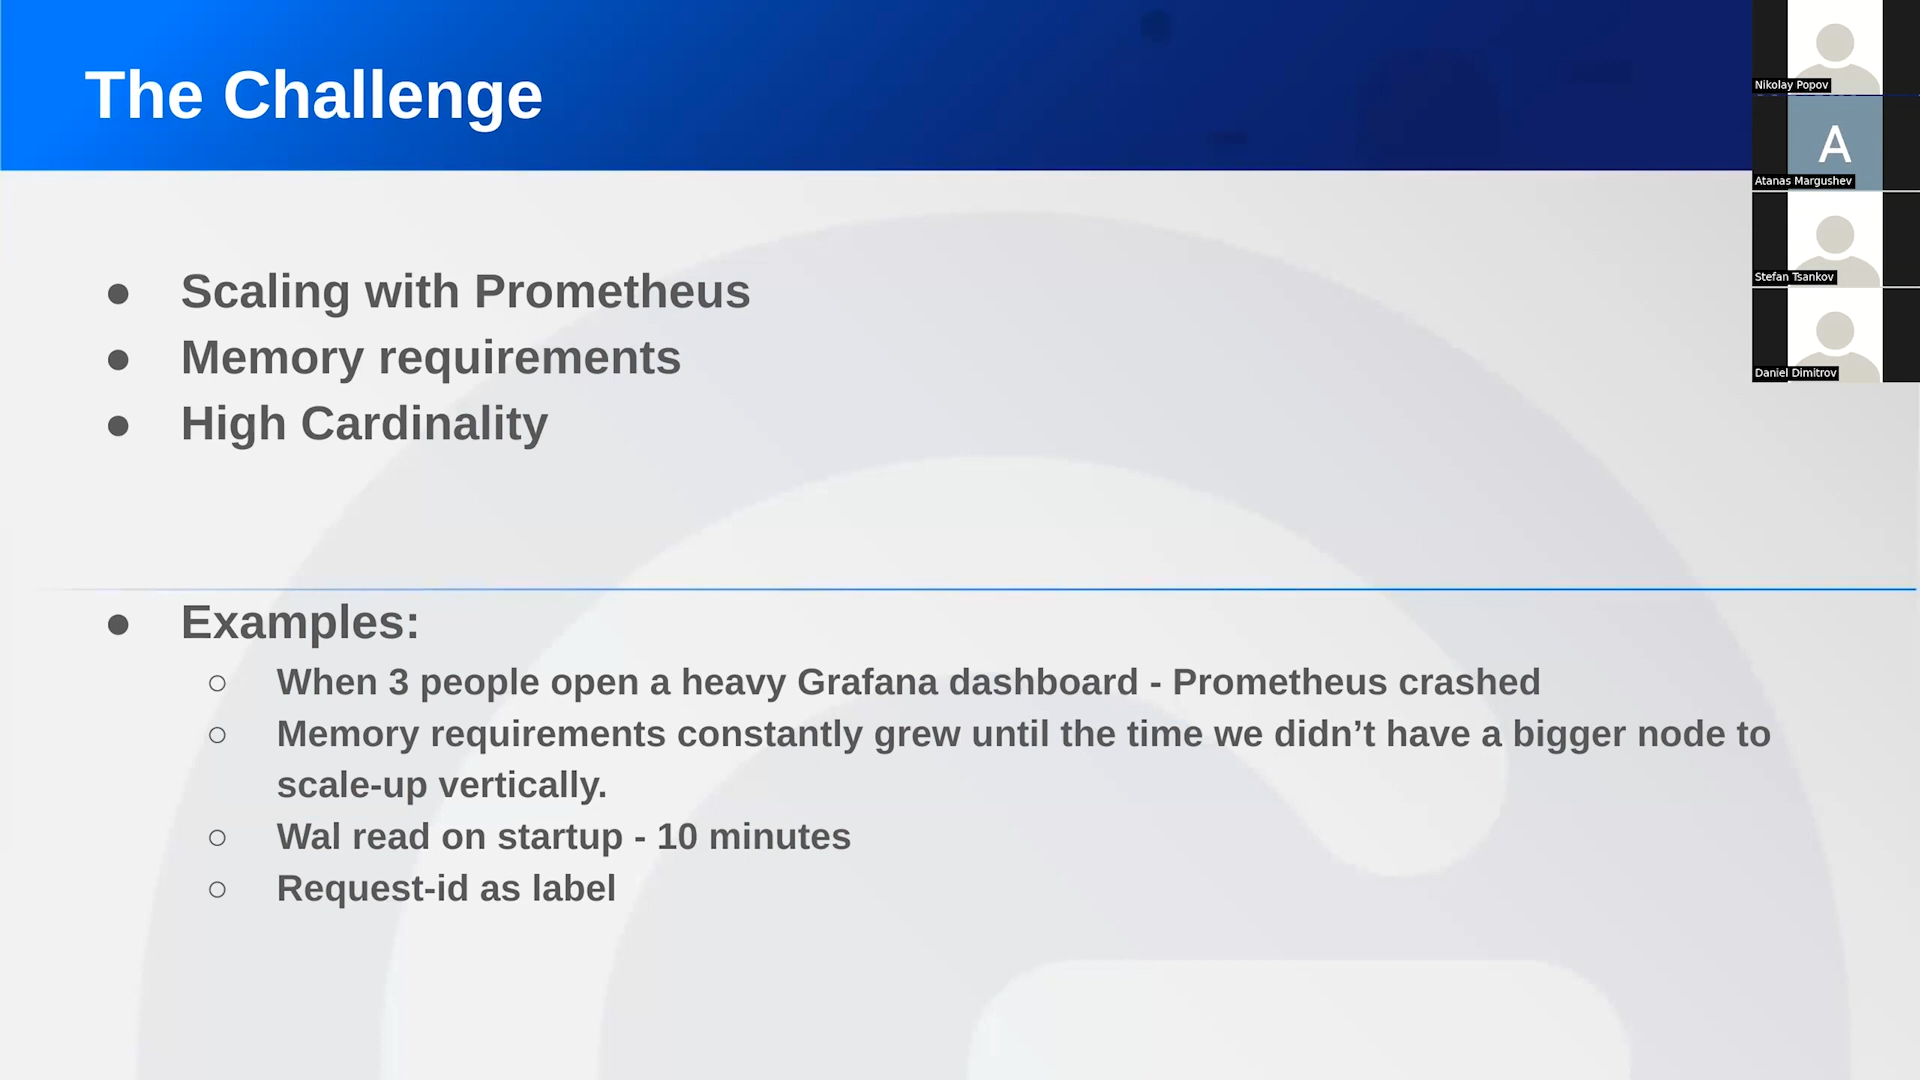 The Challenge
● Scaling with Prometheus
● Memory requirements
● High Cardinality
● Examples:
○ When 3 people open a heavy Grafana dashboard - Prometheus crashed
○ Memory requirements constantly grew until the time we didn’t have a bigger node to
scale-up vertically.
○ Wal read on startup - 10 minutes
○ Request-id as label
Nikolay Popov
A
Atanas Margushev
Stefan Tsankov
Daniel Dimitrov